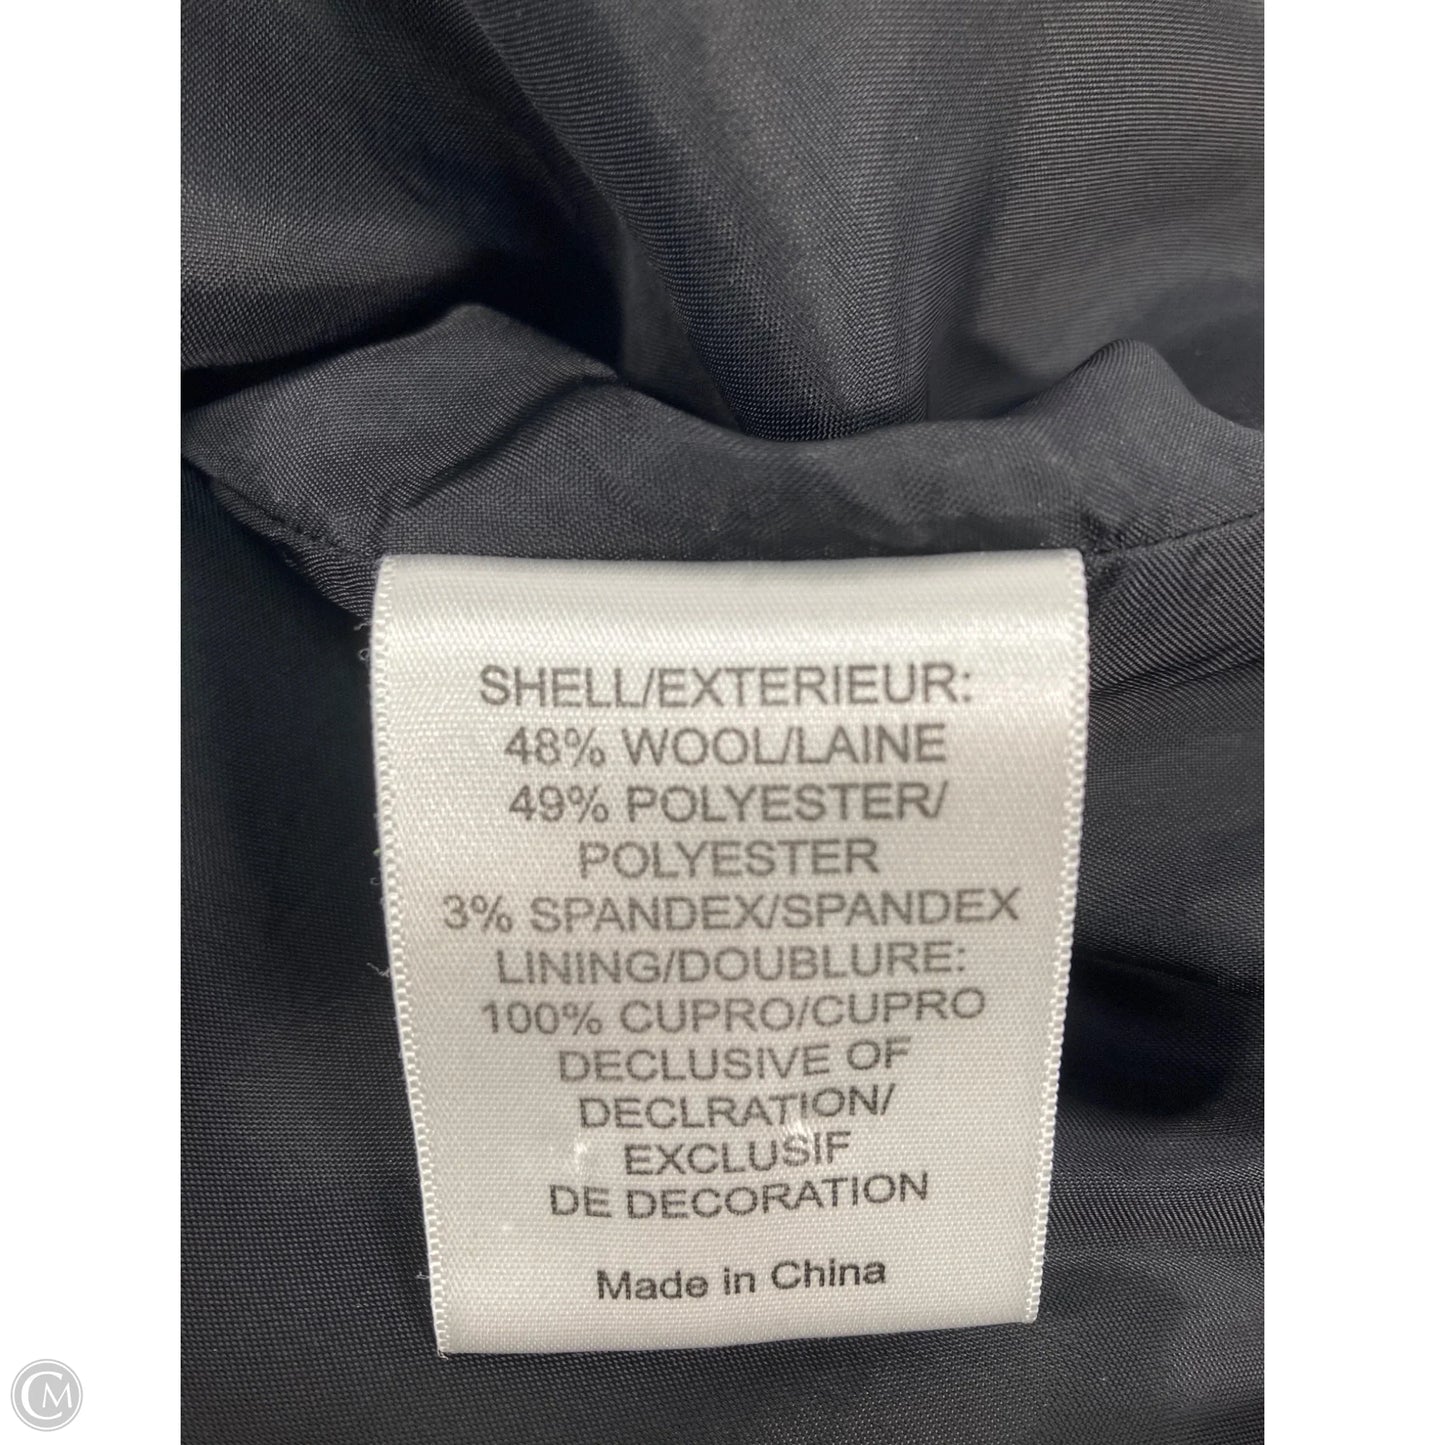 SHELL/EXTERIEUR:
48% WOOL/LAINE
49% POLYESTER/
POLYESTER
3% SPANDEX/SPANDEX
LINING/DOUBLURE:
100% CUPRO/CUPRO
DECLUSIVE OF
DECLRATION/
EXCLUSIF
DE DECORATION
Made in China
CM